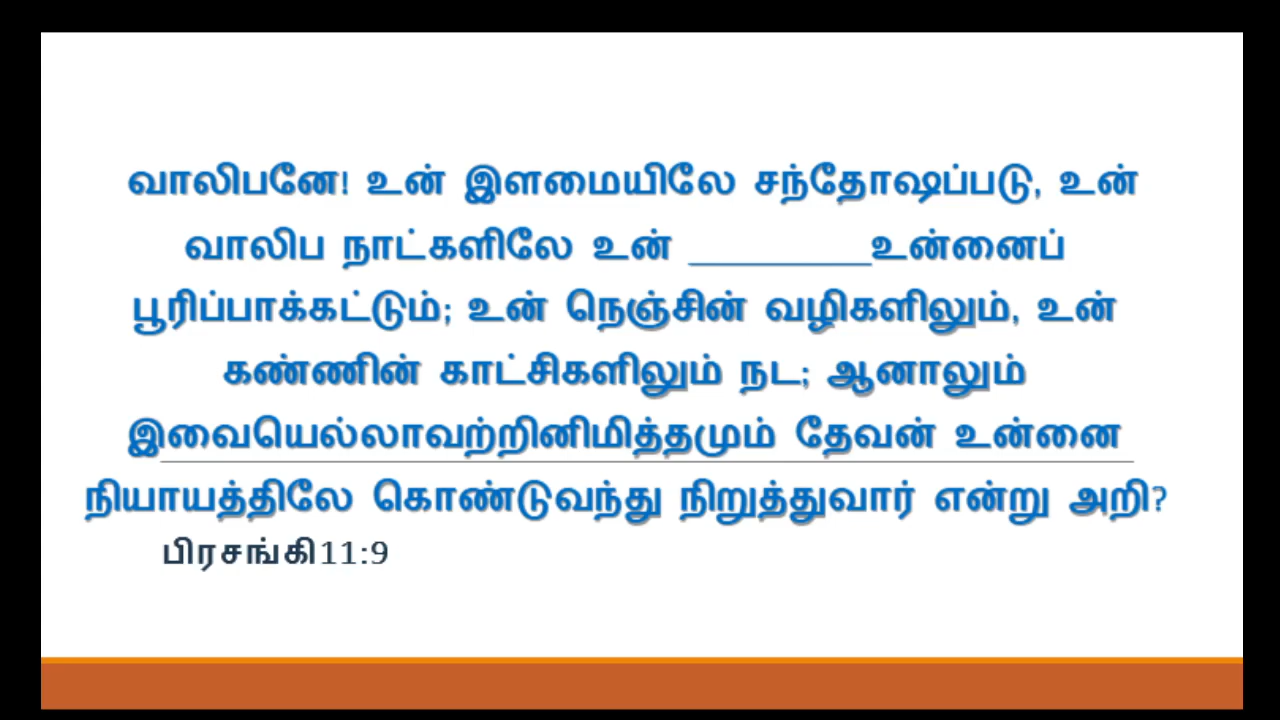 வாலிபனே! உன் இளமையிலே சந்தோஷப்படு, உன்
வாலிப நாட்களிலே உன் __________உன்னைப்
பூரிப்பாக்கட்டும்; உன் நெஞ்சின் வழிகளிலும், உன்
கண்ணின் காட்சிகளிலும் நட; ஆனாலும்
இவையெல்லாவற்றினிமித்தமும் தேவன் உன்னை
நியாயத்திலே கொண்டுவந்து நிறுத்துவார் என்று அறி?
பிரசங்கி11:9